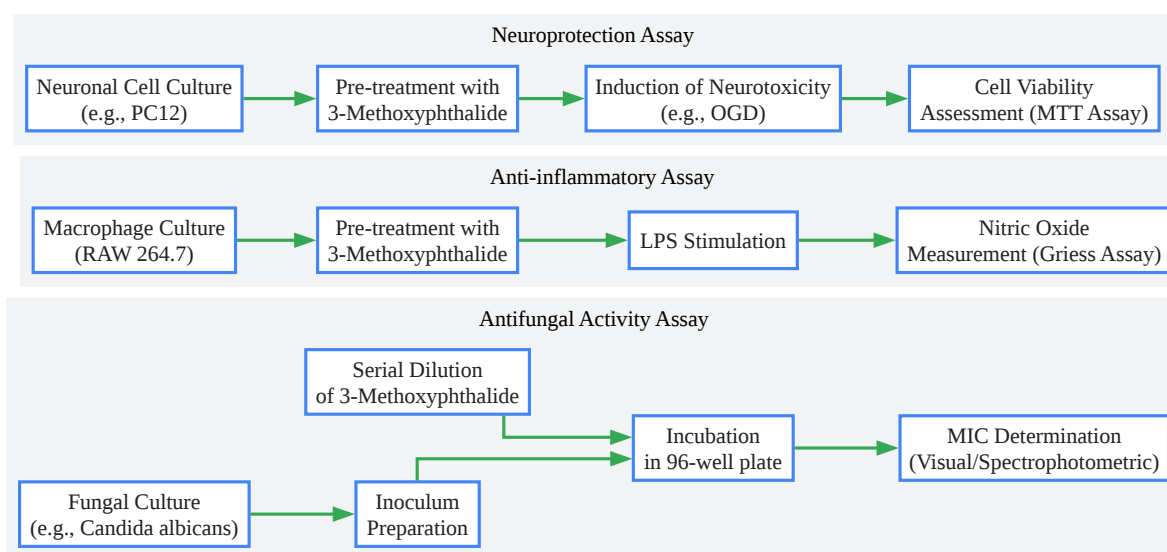 Neuroprotection Assay
Neuronal Cell Culture
(e.g., PC12)
Pre-treatment with
3-Methoxyphthalide
Induction of Neurotoxicity
(e.g., OGD)
Cell Viability
Assessment (MTT Assay)
Anti-inflammatory Assay
Macrophage Culture
(RAW 264.7)
Pre-treatment with
3-Methoxyphthalide
LPS Stimulation
Nitric Oxide
Measurement (Griess Assay)
Antifungal Activity Assay
Serial Dilution
of 3-Methoxyphthalide
Fungal Culture
(e.g., Candida albicans)
Inoculum
Preparation
Incubation
in 96-well plate
MIC Determination
(Visual/Spectrophotometric)